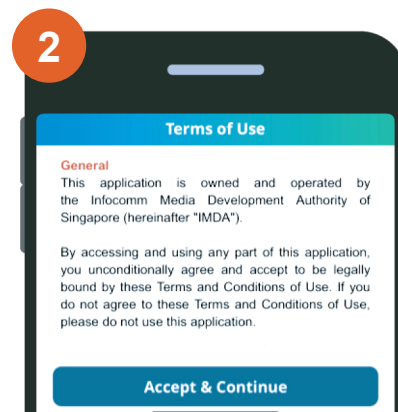 2
Terms of Use
General
This application is owned and operated by
the Infocomm Media Development Authority of
Singapore (hereinafter "IMDA").
By accessing and using any part of this application,
you unconditionally agree and accept to be legally
bound by these Terms and Conditions of Use. If you
do not agree to these Terms and Conditions of Use,
please do not use this application.
Accept & Continue